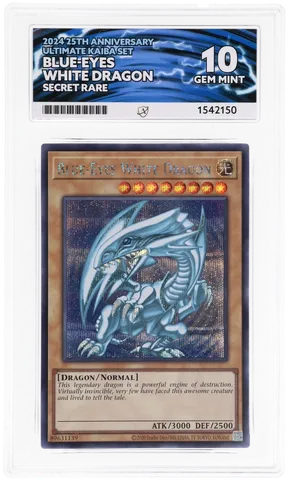 2024 25TH ANNIVERSARY
ULTIMATE KAIBA SET
BLUE-EYES
WHITE DRAGON
SECRET RARE
10
GEM MINT
1542150
BLUE-EYES WHITE DRAGON
[DRAGON/NORMAL]
This legendary dragon is a powerful engine of destruction.
Virtually invincible, very few have faced this awesome creature
and lived to tell the tale.
ATK/3000 DEF/2500